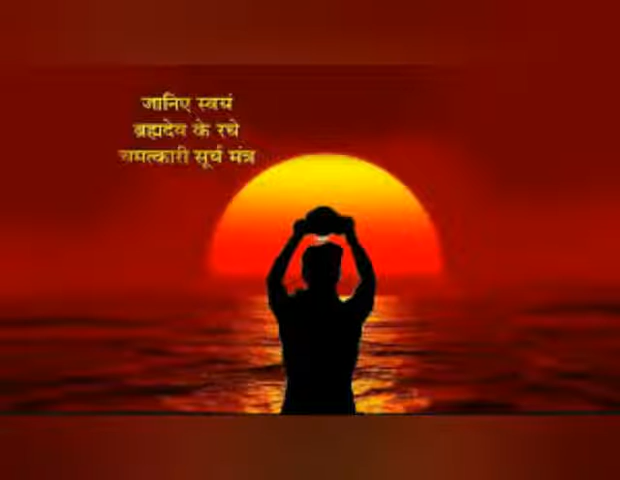 जानिए स्वयं
ब्रह्मदेव के रचे
चमत्कारी सूर्य मंत्र